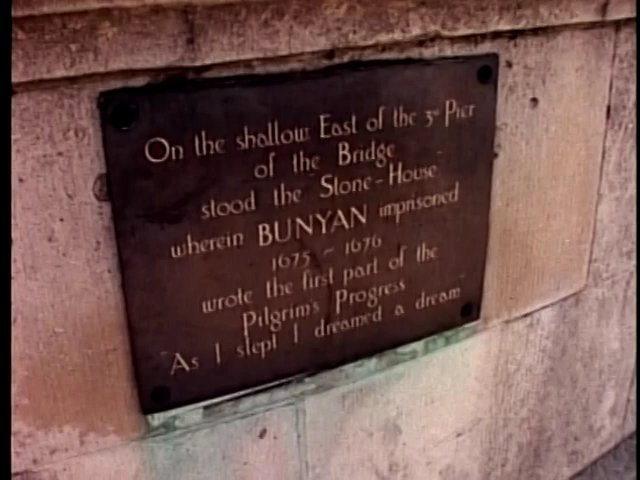 On the shallow East of the 3rd Pier
of the Bridge
stood the "Stone-House"
wherein BUNYAN imprisoned
1675 ~ 1676
wrote the first part of the
Pilgrim's Progress
"As I slept I dreamed a dream"